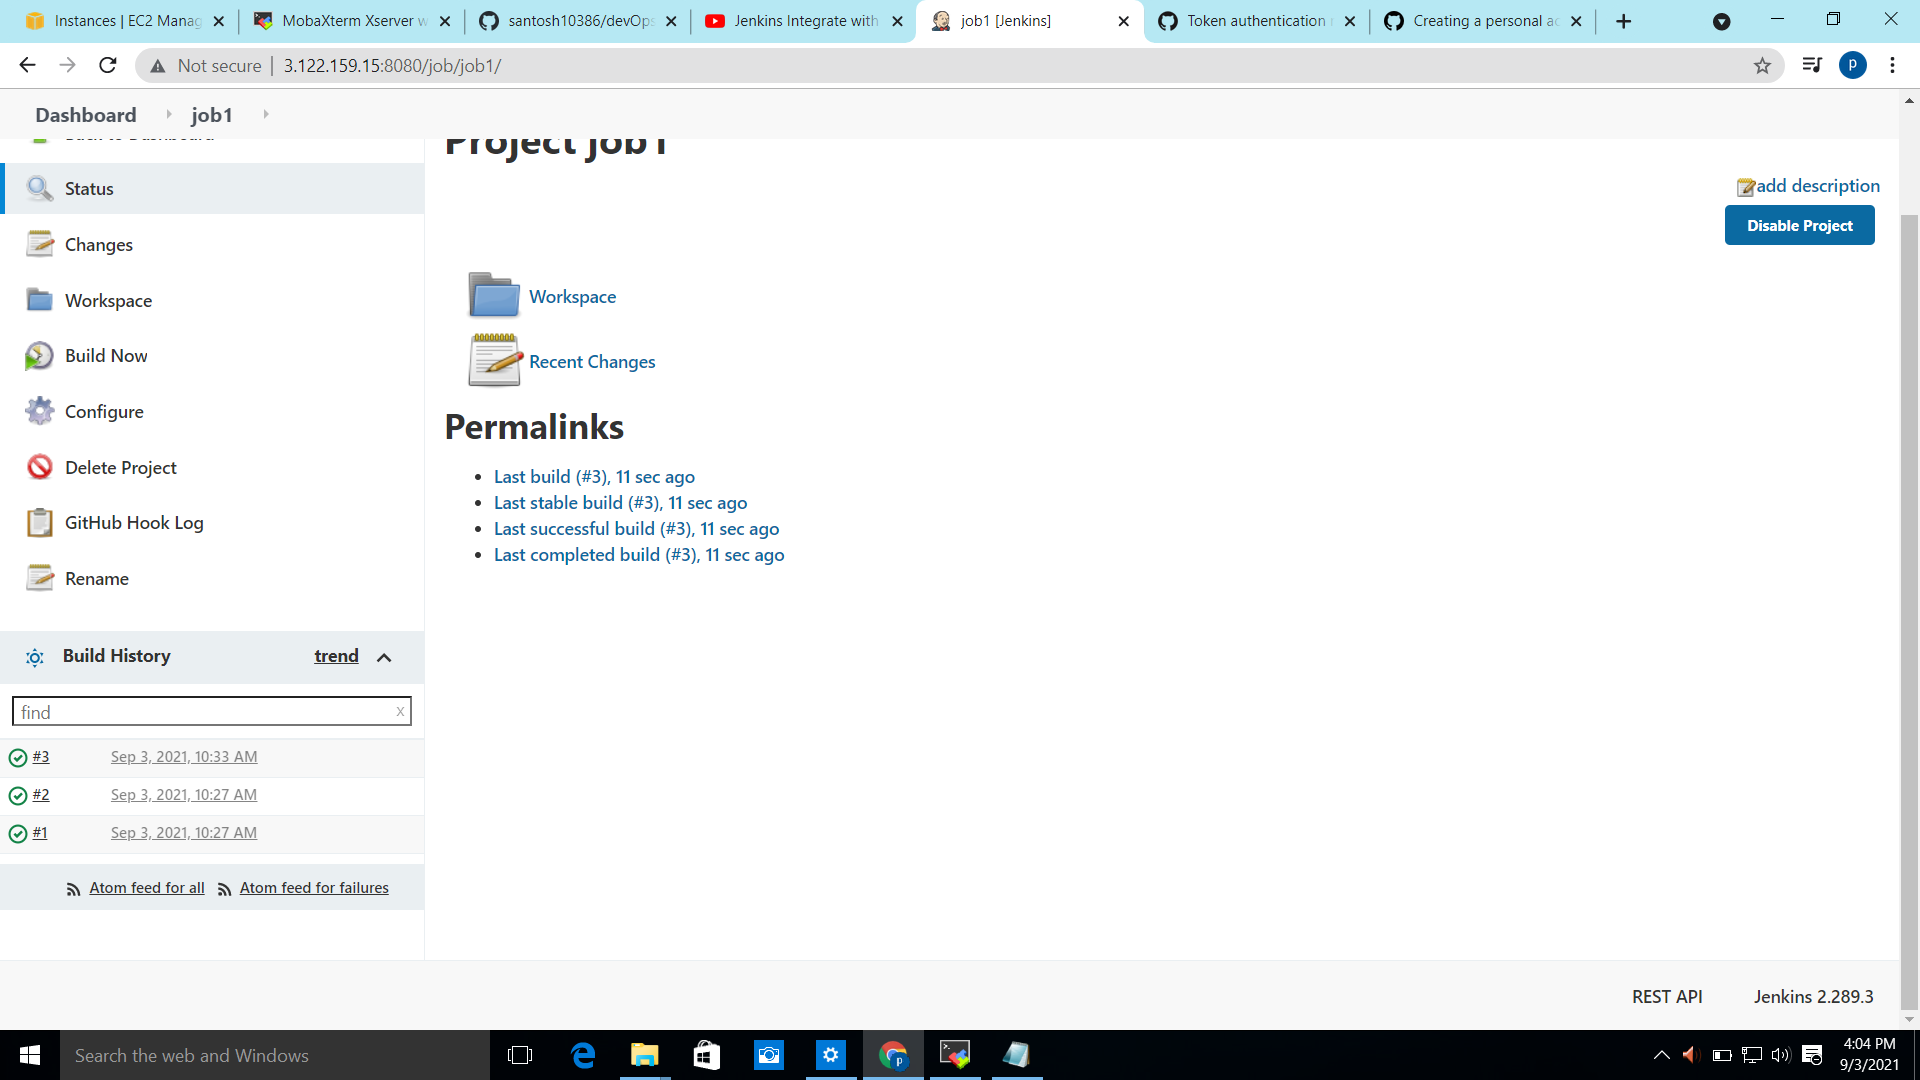 Instances | EC2 Manag
MobaXterm Xserver w
santosh10386/devOps
Jenkins Integrate with
job1 [Jenkins]
Token authentication r
Creating a personal ac
Not secure
3.122.159.15:8080/job/job1/
p
Dashboard
job1
Back to Dashboard
Project job1
Status
add description
Disable Project
Changes
Workspace
Workspace
Build Now
Recent Changes
Configure
Permalinks
Delete Project
Last build (#3), 11 sec ago
Last stable build (#3), 11 sec ago
GitHub Hook Log
Last successful build (#3), 11 sec ago
Last completed build (#3), 11 sec ago
Rename
Build History
trend
find
x
#3 Sep 3, 2021, 10:33 AM
#2 Sep 3, 2021, 10:27 AM
#1 Sep 3, 2021, 10:27 AM
Atom feed for all
Atom feed for failures
REST API
Jenkins 2.289.3
Search the web and Windows
p
4:04 PM
9/3/2021